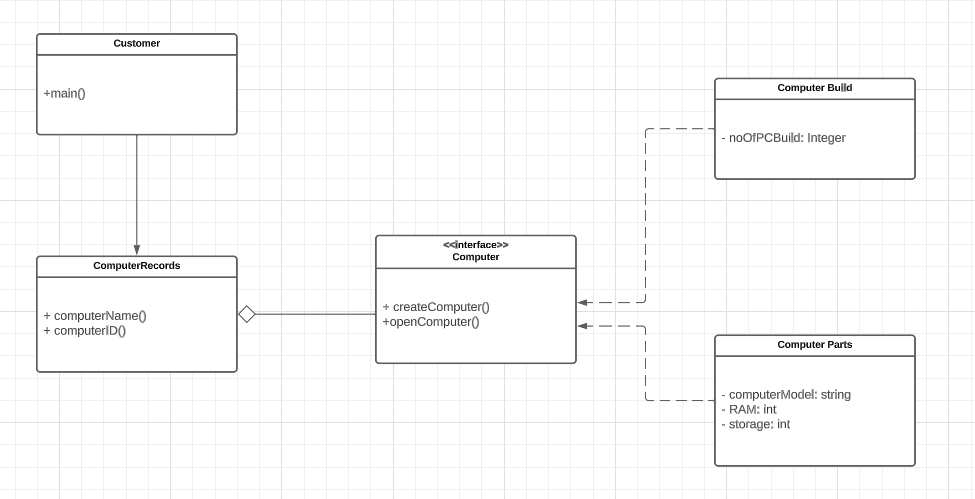 Customer
+main()
ComputerRecords
+ computerName()
+ computerID()
<<interface>>
Computer
+ createComputer()
+openComputer()
Computer Build
- noOfPCBuild: Integer
Computer Parts
- computerModel: string
- RAM: int
- storage: int